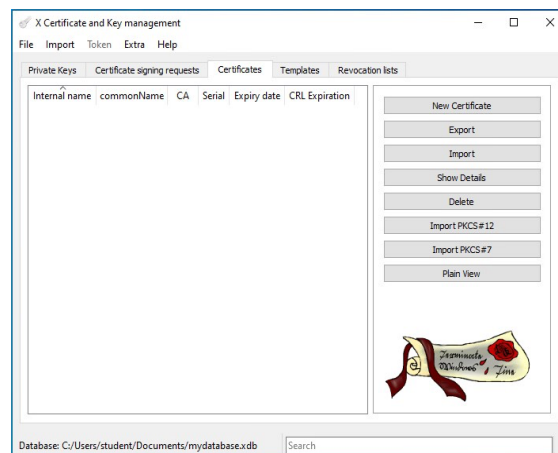 X Certificate and Key management
File Import Token Extra Help
Private Keys Certificate signing requests Certificates Templates Revocation lists
Internal name commonName CA Serial Expiry date CRL Expiration
New Certificate
Export
Import
Show Details
Delete
Import PKCS#12
Import PKCS#7
Plain View
Database: C:/Users/student/Documents/mydatabase.xdb
Search